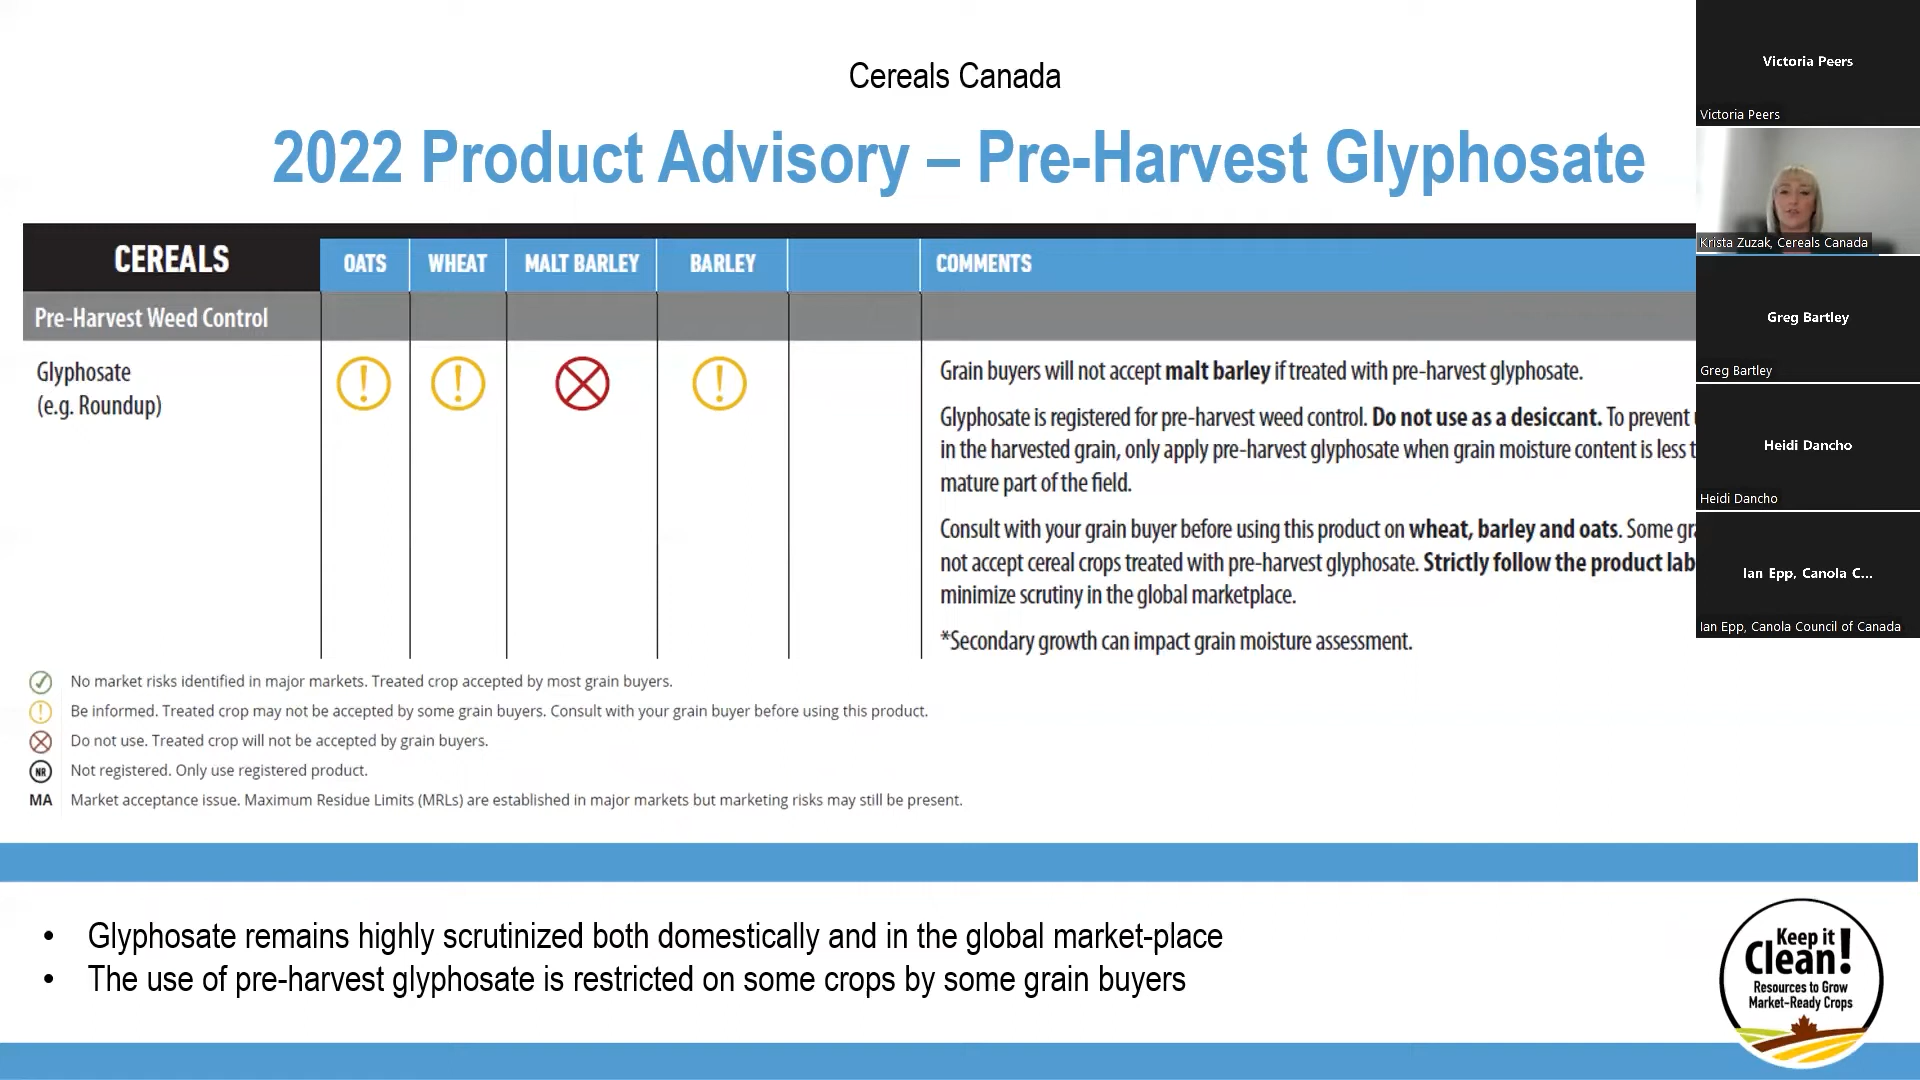 Cereals Canada
2022 Product Advisory – Pre-Harvest Glyphosate
CEREALS
OATS
WHEAT
MALT BARLEY
BARLEY
COMMENTS
Pre-Harvest Weed Control
Glyphosate
(e.g. Roundup)
Grain buyers will not accept malt barley if treated with pre-harvest glyphosate.
Glyphosate is registered for pre-harvest weed control. Do not use as a desiccant. To prevent
in the harvested grain, only apply pre-harvest glyphosate when grain moisture content is less
mature part of the field.
Consult with your grain buyer before using this product on wheat, barley and oats. Some
not accept cereal crops treated with pre-harvest glyphosate. Strictly follow the product
minimize scrutiny in the global marketplace.
*Secondary growth can impact grain moisture assessment.
No market risks identified in major markets. Treated crop accepted by most grain buyers.
! Be informed. Treated crop may not be accepted by some grain buyers. Consult with your grain buyer before using this product.
Do not use. Treated crop will not be accepted by grain buyers.
NR Not registered. Only use registered product.
MA Market acceptance issue. Maximum Residue Limits (MRLs) are established in major markets but marketing risks may still be present.
• Glyphosate remains highly scrutinized both domestically and in the global market-place
• The use of pre-harvest glyphosate is restricted on some crops by some grain buyers
Keep it
Clean!
Resources to Grow
Market-Ready Crops
Victoria Peers
Victoria Peers
Krista Zuzak, Cereals Canada
Greg Bartley
Greg Bartley
Heidi Dancho
Heidi Dancho
Ian Epp, Canola C...
Ian Epp, Canola Council of Canada